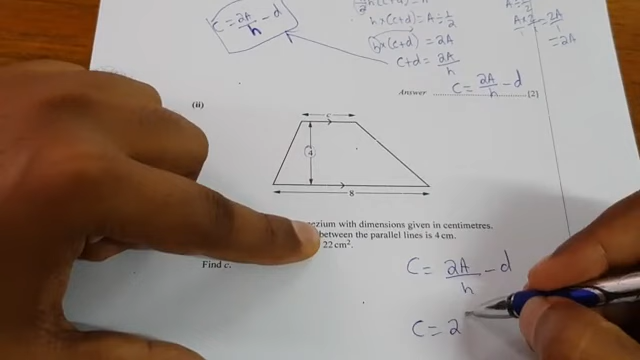 h×(c+d) = A÷½
h×(c+d) = 2A
= 2A
c+d = 2A/h
C = 2A/h - d
Answer C = 2A/h - d [2]
(ii)
c
4
8
ezium with dimensions given in centimetres.
between the parallel lines is 4 cm.
22 cm².
Find c.
C = 2A/h - d
C = 2